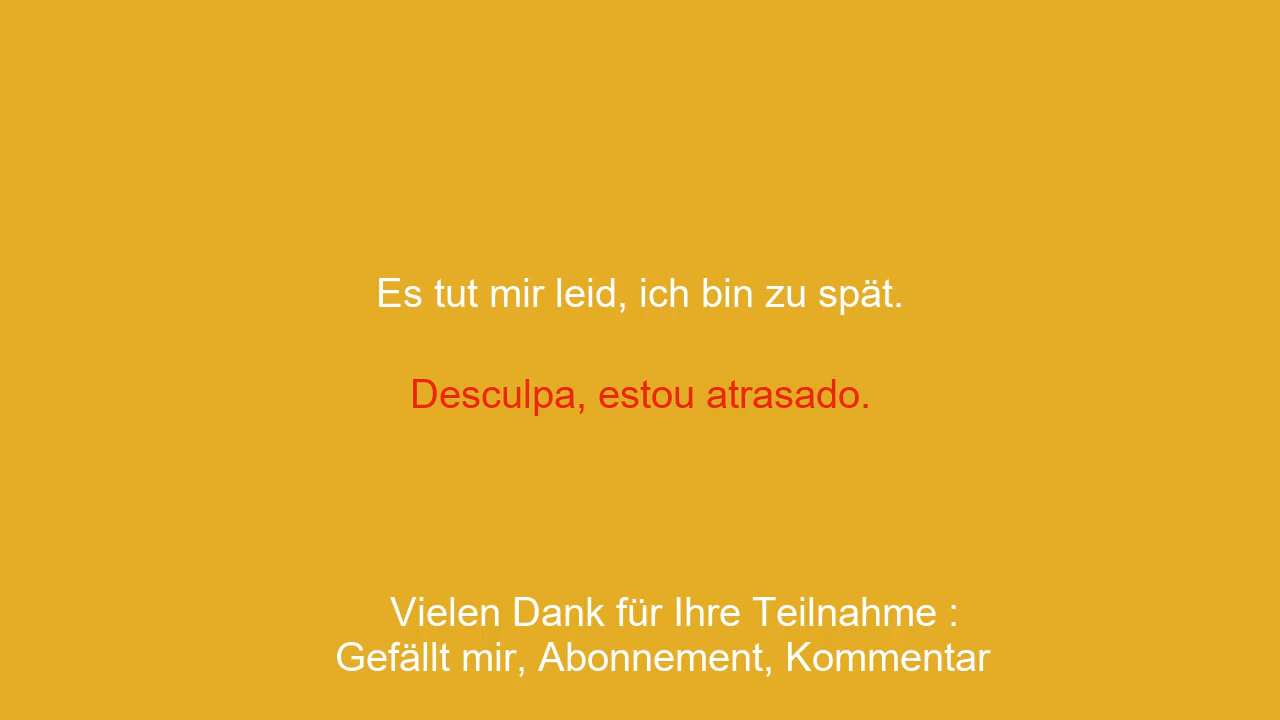 Es tut mir leid, ich bin zu spät.
Desculpa, estou atrasado.
Vielen Dank für Ihre Teilnahme :
Gefällt mir, Abonnement, Kommentar